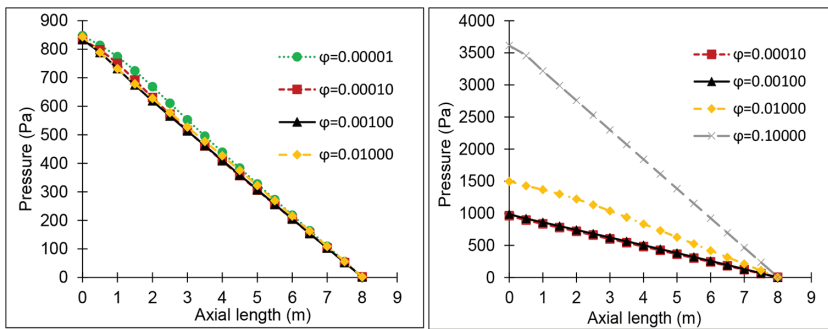 900
800
700
600
500
400
300
200
100
0
Pressure (Pa)
0 1 2 3 4 5 6 7 8 9
Axial length (m)
φ=0.00001
φ=0.00010
φ=0.00100
φ=0.01000
4000
3500
3000
2500
2000
1500
1000
500
0
Pressure (Pa)
0 1 2 3 4 5 6 7 8 9
Axial length (m)
φ=0.00010
φ=0.00100
φ=0.01000
φ=0.10000